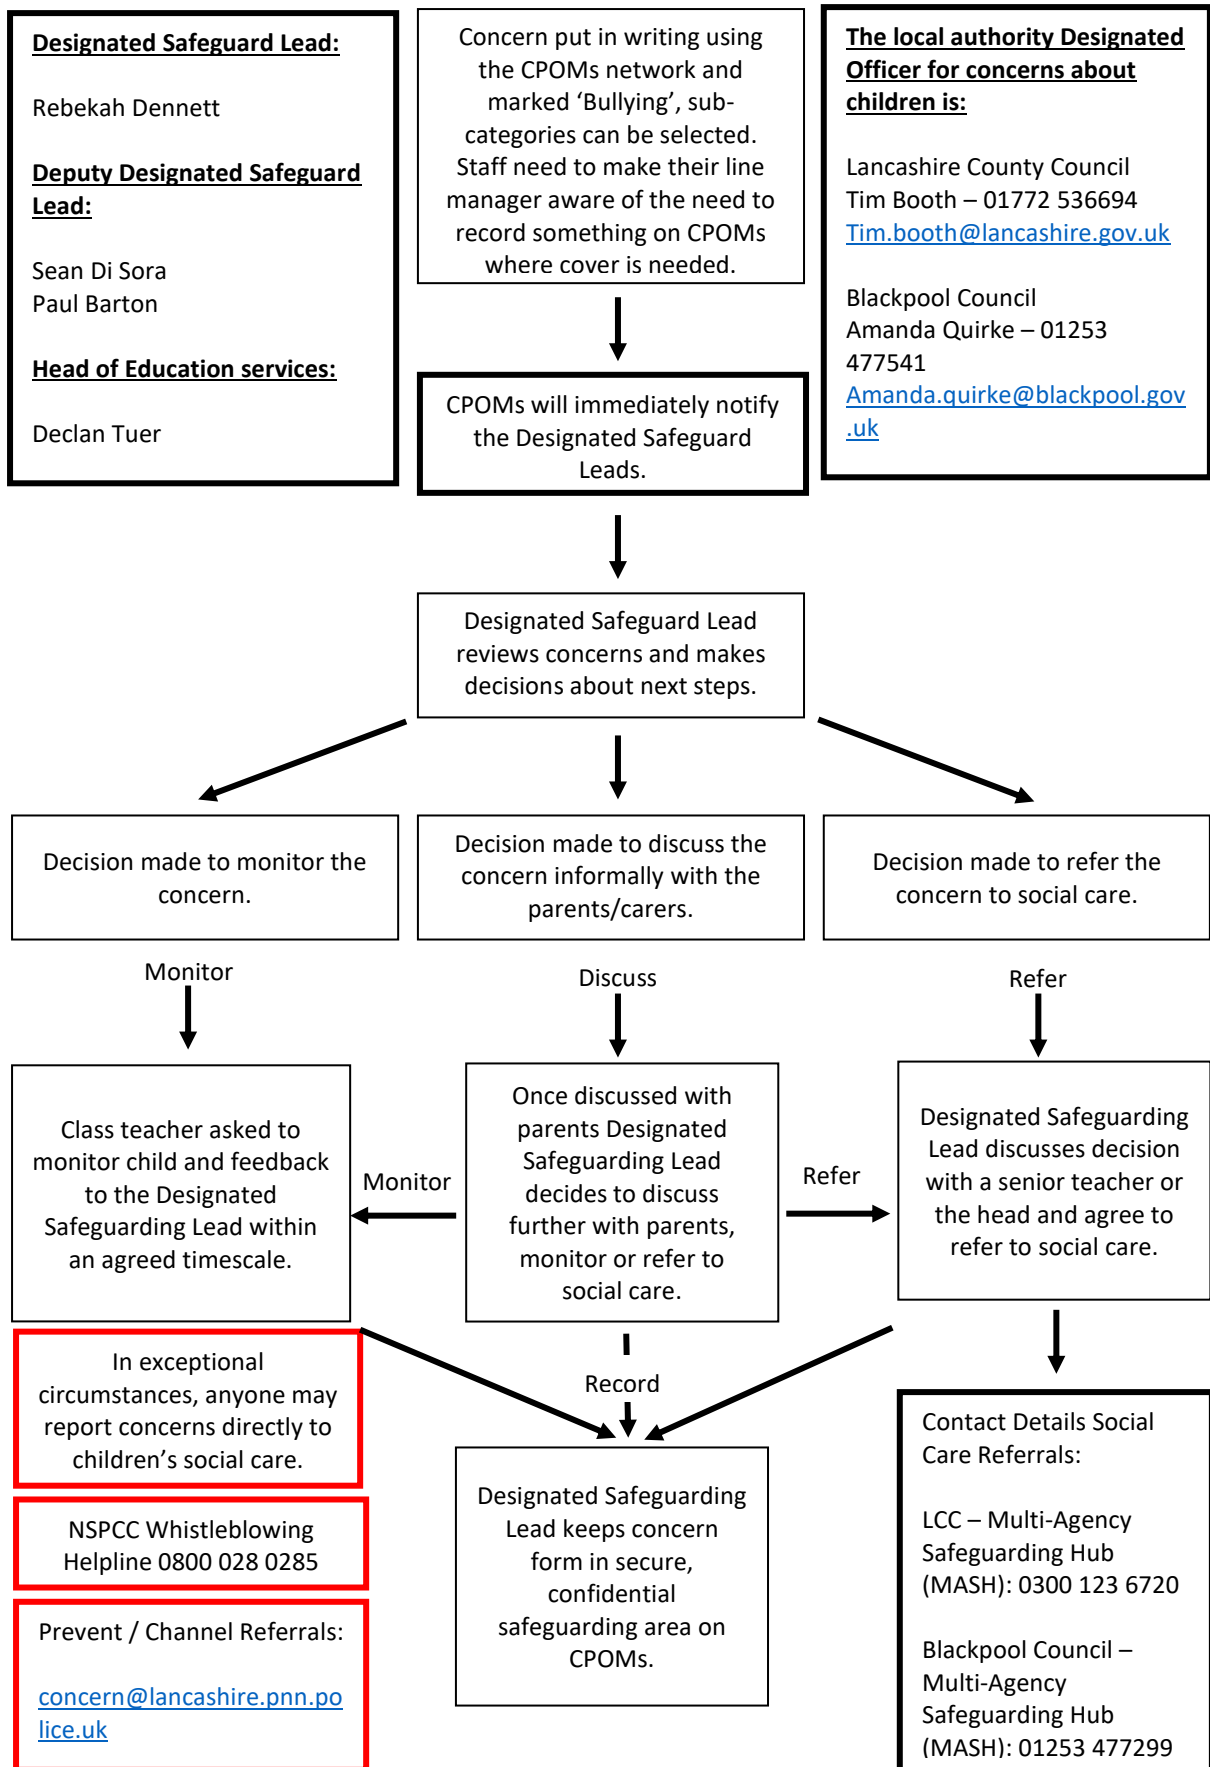 Designated Safeguard Lead:
Rebekah Dennett
Deputy Designated Safeguard
Lead:
Sean Di Sora
Paul Barton
Head of Education services:
Declan Tuer
Concern put in writing using
the CPOMs network and
marked ‘Bullying’, sub-
categories can be selected.
Staff need to make their line
manager aware of the need to
record something on CPOMs
where cover is needed.
The local authority Designated
Officer for concerns about
children is:
Lancashire County Council
Tim Booth – 01772 536694
Tim.booth@lancashire.gov.uk
Blackpool Council
Amanda Quirke – 01253
477541
Amanda.quirke@blackpool.gov
.uk
CPOMs will immediately notify
the Designated Safeguard
Leads.
Designated Safeguard Lead
reviews concerns and makes
decisions about next steps.
Decision made to monitor the
concern.
Decision made to discuss the
concern informally with the
parents/carers.
Decision made to refer the
concern to social care.
Monitor
Discuss
Refer
Class teacher asked to
monitor child and feedback
to the Designated
Safeguarding Lead within
an agreed timescale.
Monitor
Once discussed with
parents Designated
Safeguarding Lead
decides to discuss
further with parents,
monitor or refer to
social care.
Refer
Designated Safeguarding
Lead discusses decision
with a senior teacher or
the head and agree to
refer to social care.
In exceptional
circumstances, anyone may
report concerns directly to
children’s social care.
Record
NSPCC Whistleblowing
Helpline 0800 028 0285
Prevent / Channel Referrals:
concern@lancashire.pnn.po
lice.uk
Designated Safeguarding
Lead keeps concern
form in secure,
confidential
safeguarding area on
CPOMs.
Contact Details Social
Care Referrals:
LCC – Multi-Agency
Safeguarding Hub
(MASH): 0300 123 6720
Blackpool Council –
Multi-Agency
Safeguarding Hub
(MASH): 01253 477299